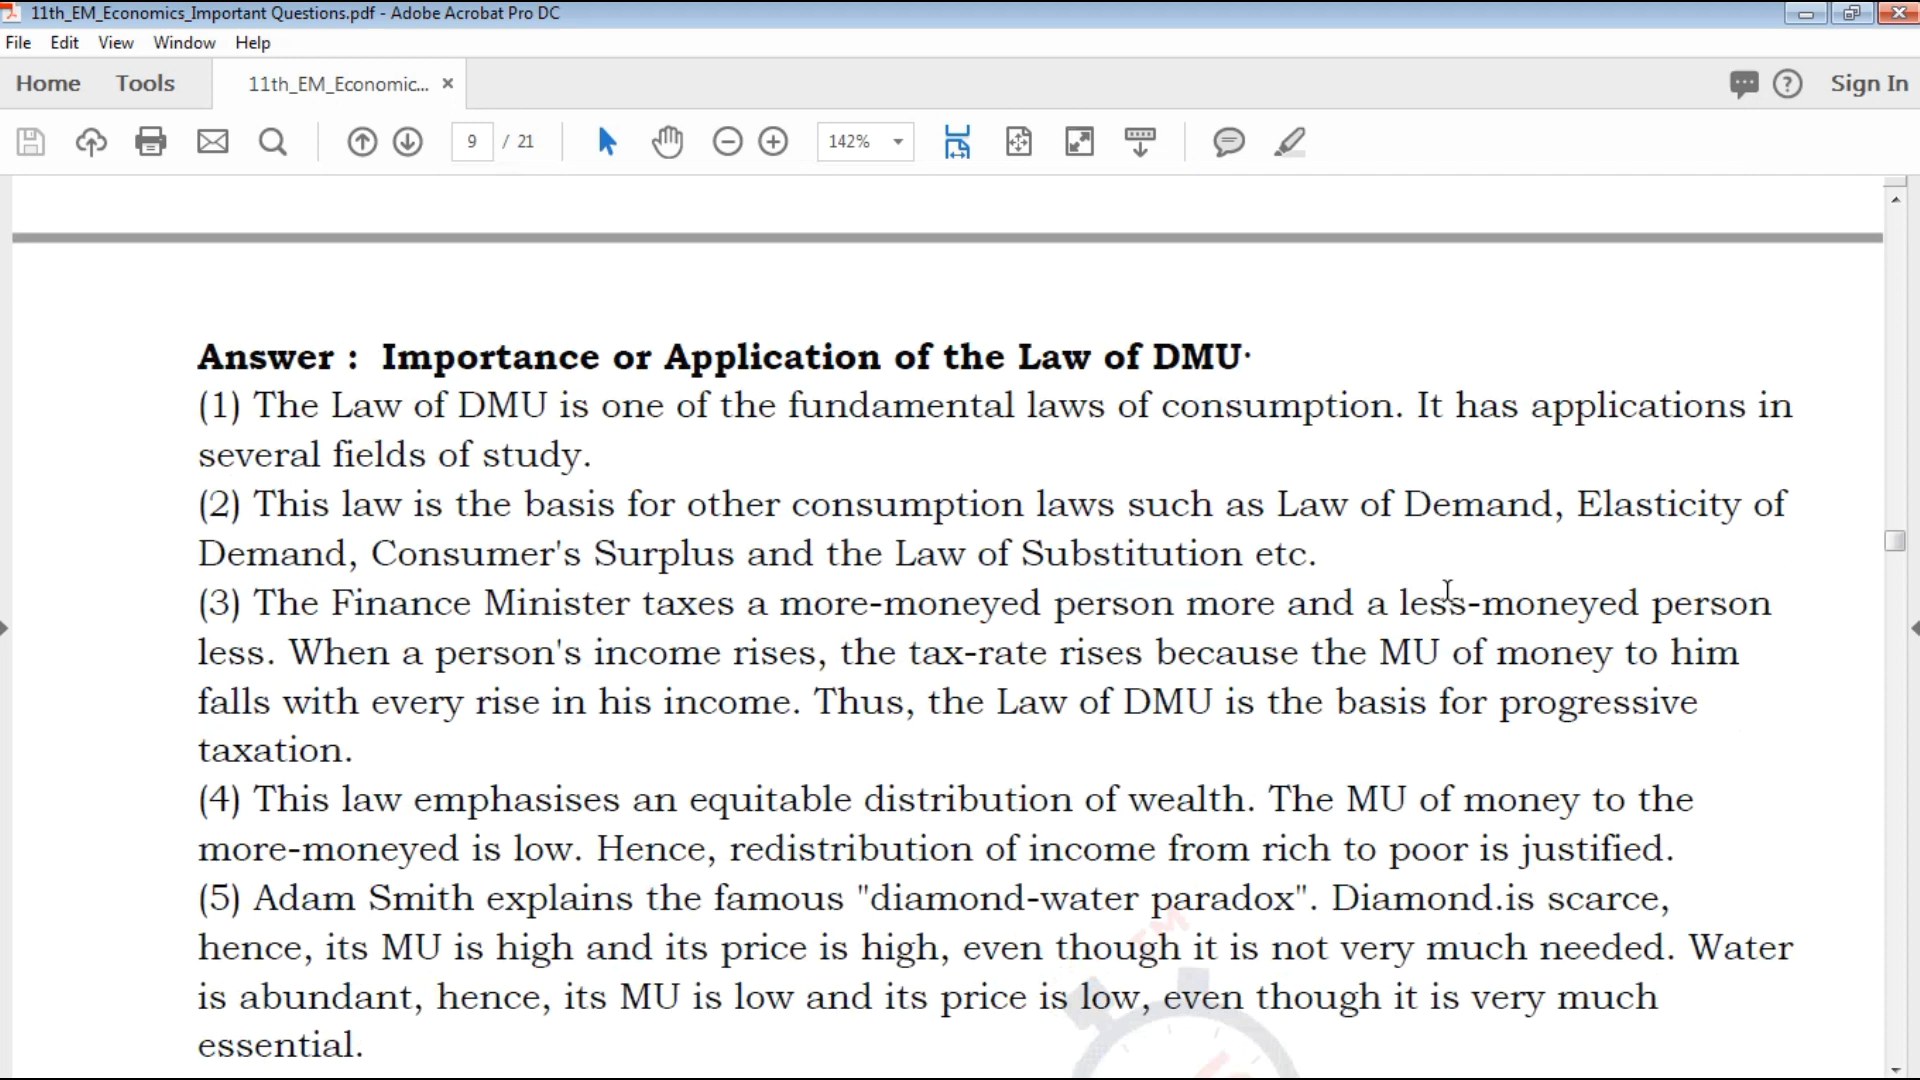 11th_EM_Economics_Important Questions.pdf - Adobe Acrobat Pro DC
File Edit View Window Help
Home Tools 11th_EM_Economic... × Sign In
9 / 21 142%
Answer : Importance or Application of the Law of DMU·
(1) The Law of DMU is one of the fundamental laws of consumption. It has applications in
several fields of study.
(2) This law is the basis for other consumption laws such as Law of Demand, Elasticity of
Demand, Consumer's Surplus and the Law of Substitution etc.
(3) The Finance Minister taxes a more-moneyed person more and a less-moneyed person
less. When a person's income rises, the tax-rate rises because the MU of money to him
falls with every rise in his income. Thus, the Law of DMU is the basis for progressive
taxation.
(4) This law emphasises an equitable distribution of wealth. The MU of money to the
more-moneyed is low. Hence, redistribution of income from rich to poor is justified.
(5) Adam Smith explains the famous "diamond-water paradox". Diamond.is scarce,
hence, its MU is high and its price is high, even though it is not very much needed. Water
is abundant, hence, its MU is low and its price is low, even though it is very much
essential.